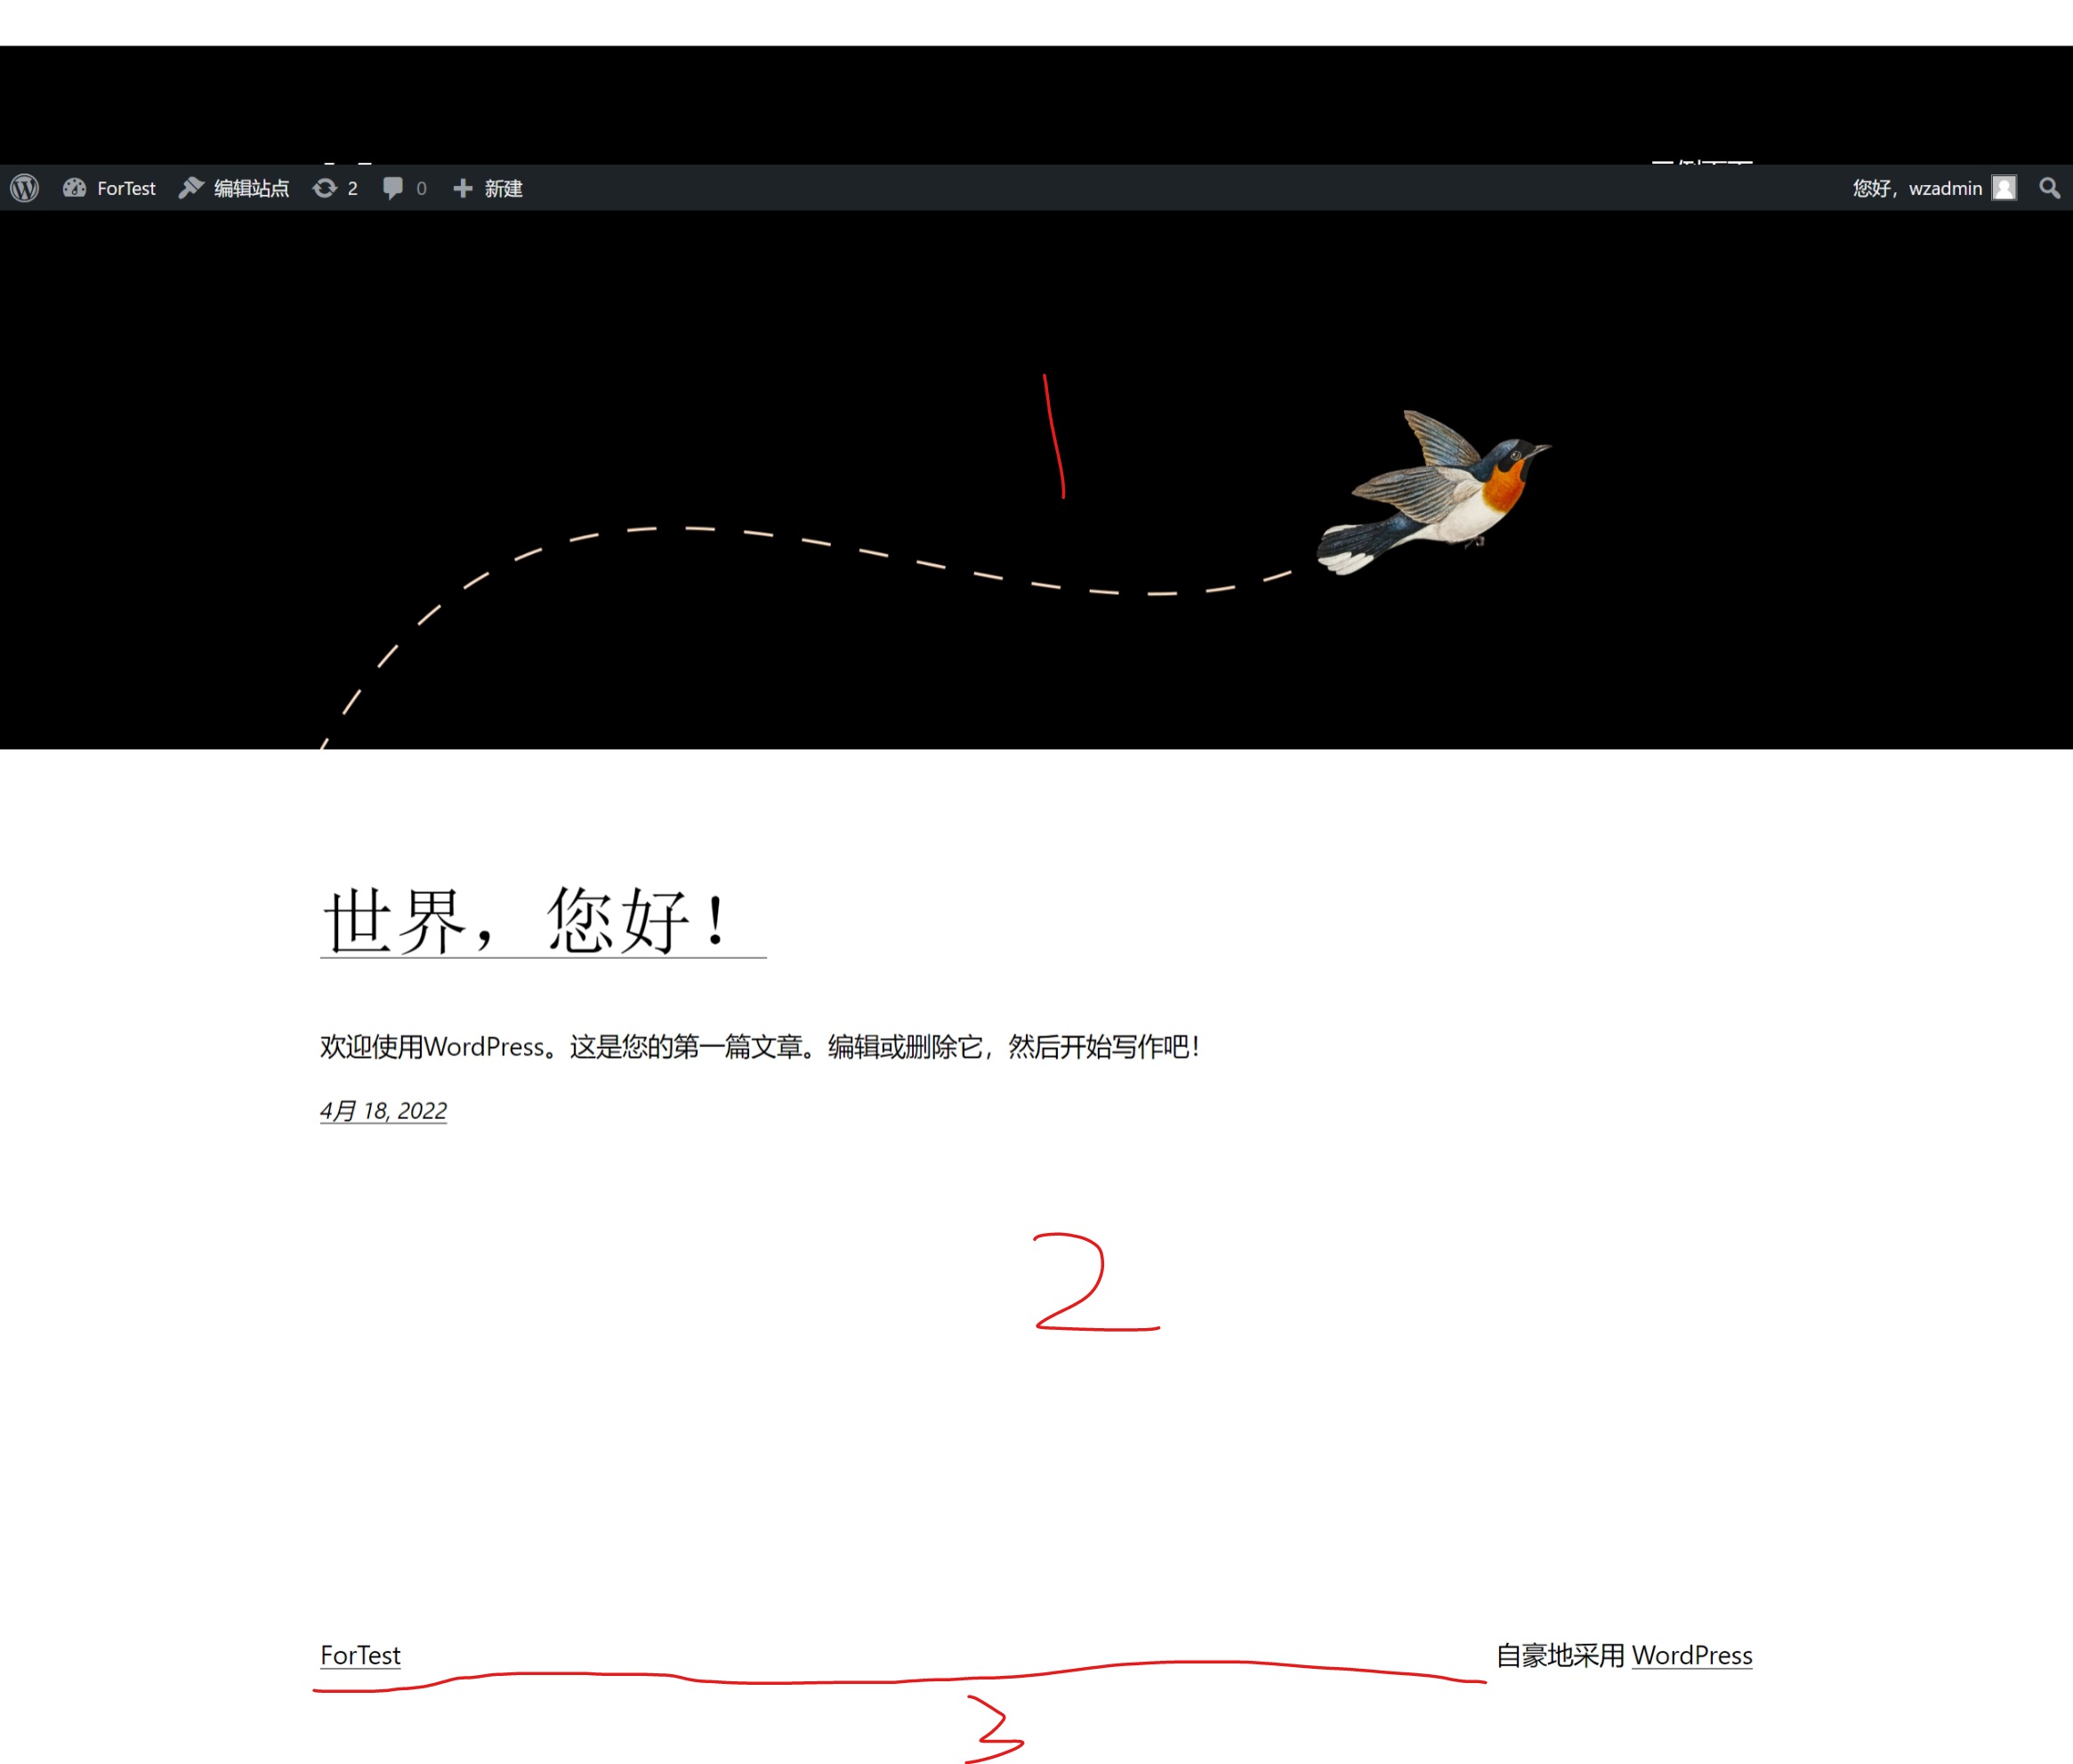 ForTest 编辑站点 2 0 新建 您好，wzadmin
1
世界，您好！
欢迎使用WordPress。这是您的第一篇文章。编辑或删除它，然后开始写作吧！
4月 18, 2022
2
ForTest 自豪地采用 WordPress
3